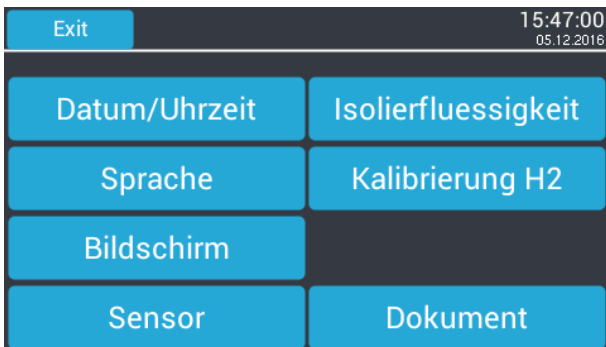 Exit
15:47:00
05.12.2016
Datum/Uhrzeit
Isolierfluessigkeit
Sprache
Kalibrierung H2
Bildschirm
Sensor
Dokument